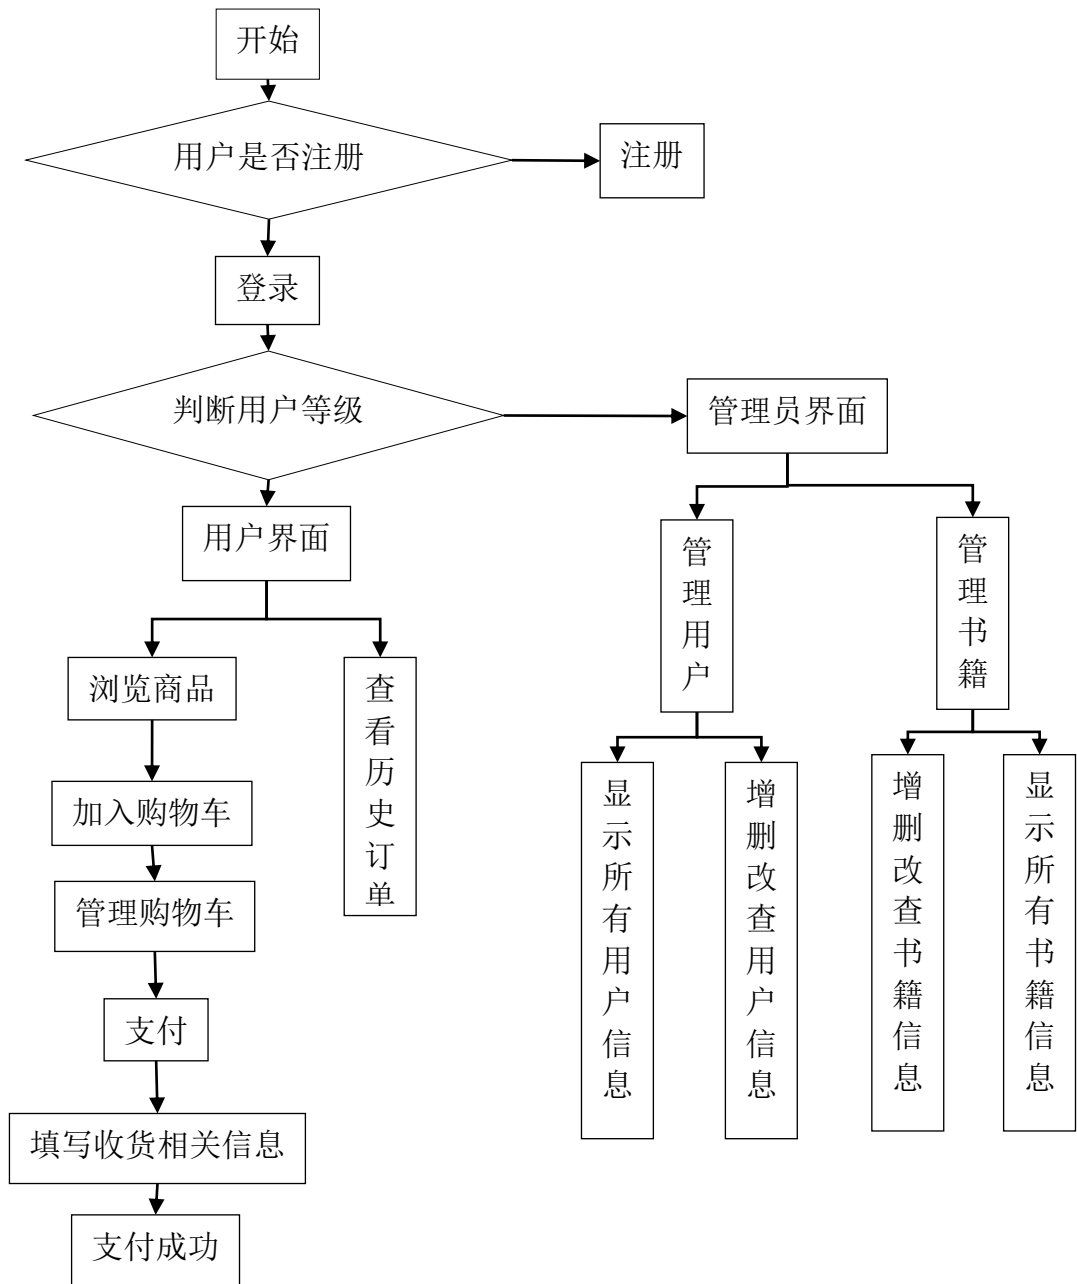 开始
用户是否注册
注册
登录
判断用户等级
管理员界面
用户界面
管理用户
管理书籍
浏览商品
查看历史订单
加入购物车
管理购物车
支付
填写收货相关信息
支付成功
显示所有用户信息
增删改查用户信息
增删改查书籍信息
显示所有书籍信息